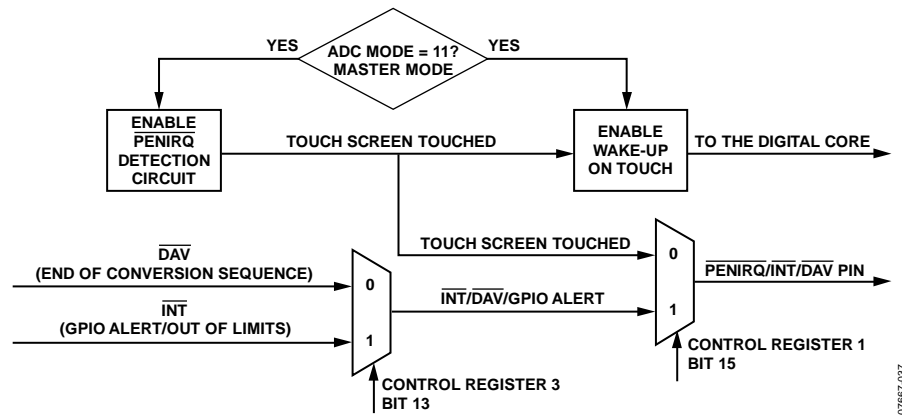 YES
ADC MODE = 11?
MASTER MODE
YES
ENABLE
PENIRQ
DETECTION
CIRCUIT
TOUCH SCREEN TOUCHED
ENABLE
WAKE-UP
ON TOUCH
TO THE DIGITAL CORE
TOUCH SCREEN TOUCHED
DAV
(END OF CONVERSION SEQUENCE)
0
INT
(GPIO ALERT/OUT OF LIMITS)
1
INT/DAV/GPIO ALERT
0
1
PENIRQ/INT/DAV PIN
CONTROL REGISTER 1
BIT 15
CONTROL REGISTER 3
BIT 13
07667-037